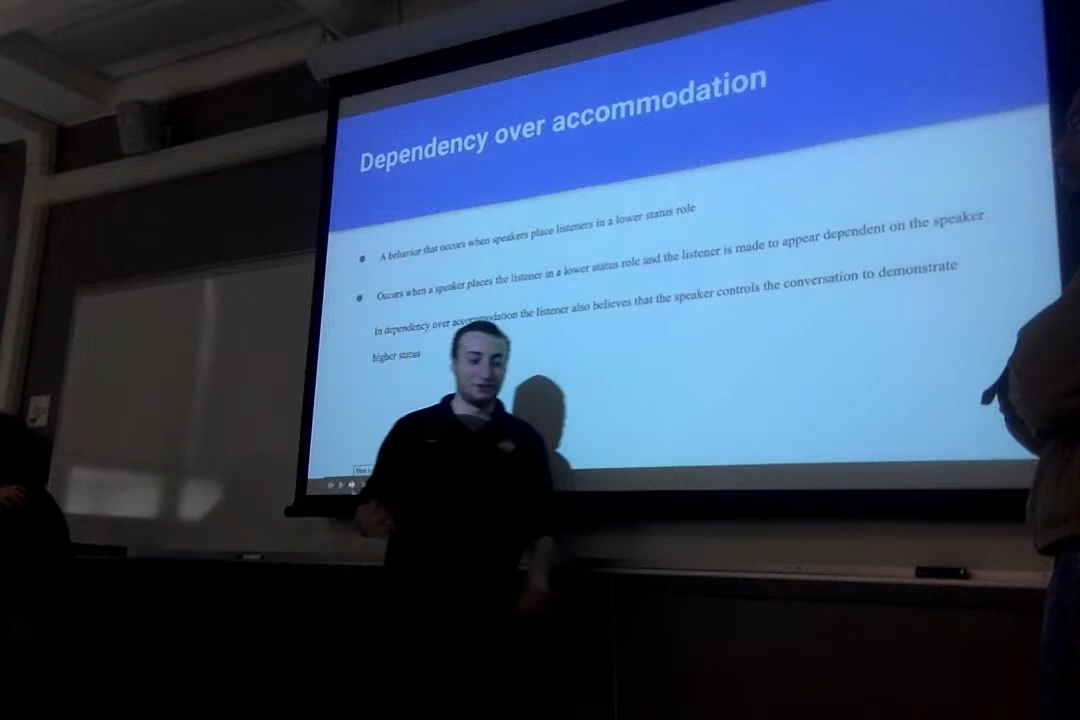 Dependency over accommodation
A behavior that occurs when speakers place listeners in a lower status role
Occurs when a speaker places the listener in a lower status role and the listener is made to appear dependent on the speaker
In dependency over accommodation the listener also believes that the speaker controls the conversation to demonstrate
higher status